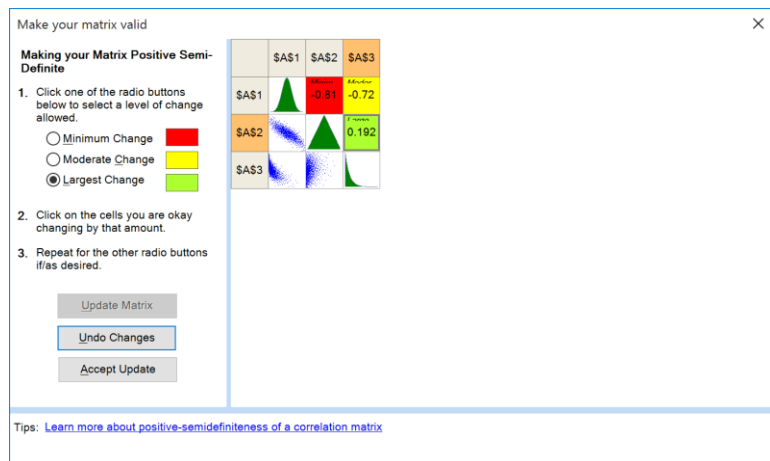 Make your matrix valid
Making your Matrix Positive Semi-
Definite
1. Click one of the radio buttons
below to select a level of change
allowed.
Minimum Change
Moderate Change
Largest Change
2. Click on the cells you are okay
changing by that amount.
3. Repeat for the other radio buttons
if/as desired.
Update Matrix
Undo Changes
Accept Update
$A$1 $A$2 $A$3
$A$1 -0.81 -0.72
$A$2 0.192
$A$3
Tips: Learn more about positive-semidefiniteness of a correlation matrix